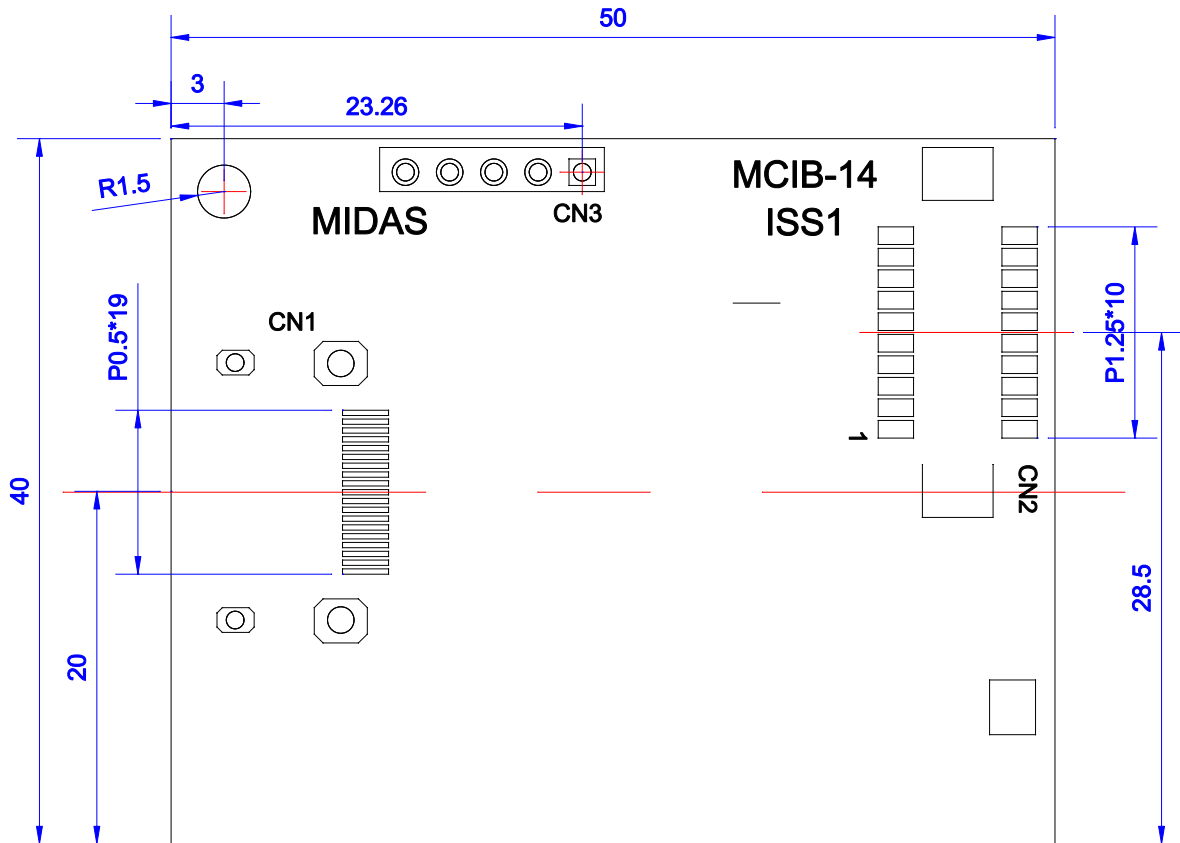 50
3
23.26
R1.5
MCIB-14
ISS1
MIDAS
CN3
P0.5*19
CN1
P1.25*10
1
CN2
40
28.5
20